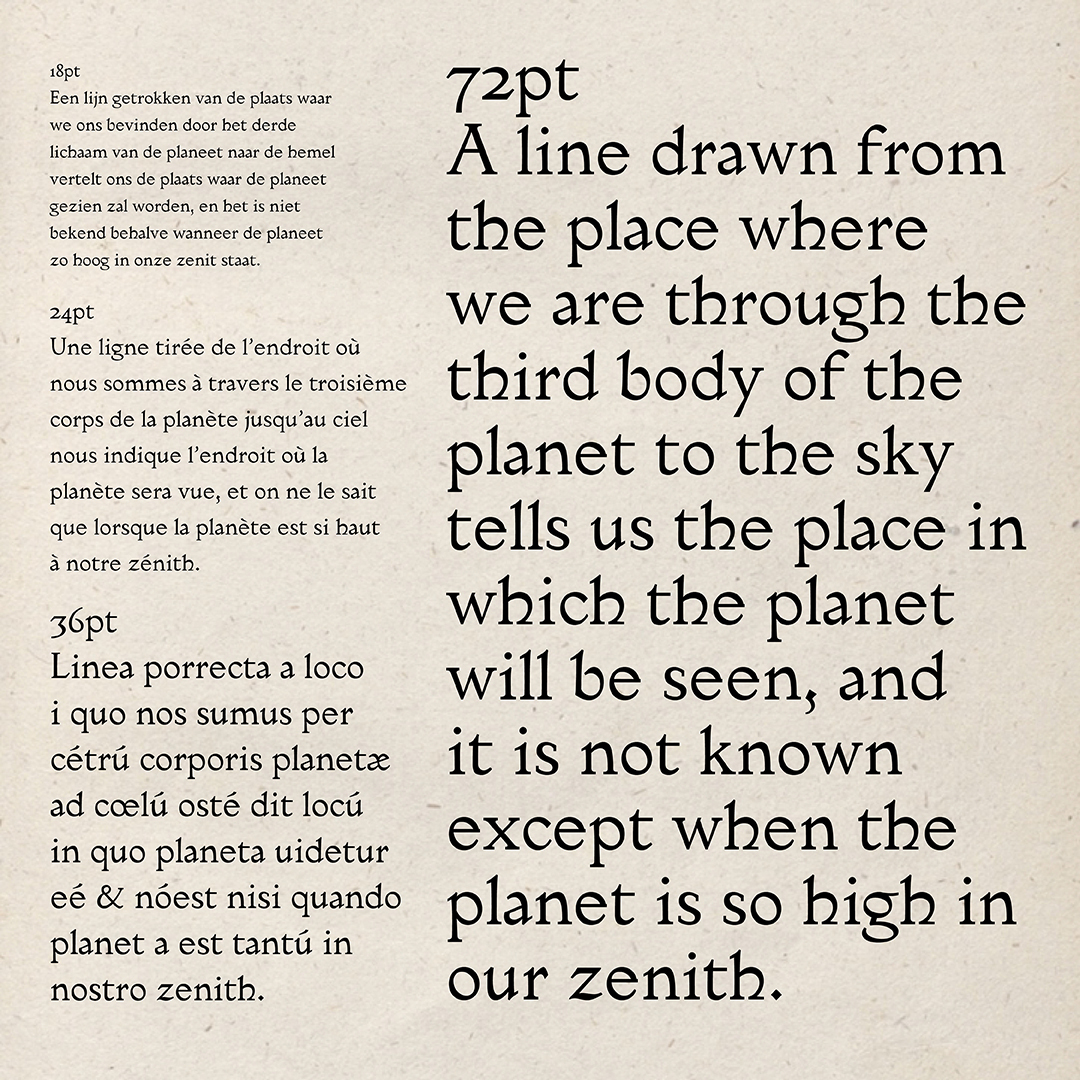 18pt
Een lijn getrokken van de plaats waar
we ons bevinden door het derde
lichaam van de planeet naar de hemel
vertelt ons de plaats waar de planeet
gezien zal worden, en het is niet
bekend behalve wanneer de planeet
zo hoog in onze zenit staat.
24pt
Une ligne tirée de l’endroit où
nous sommes à travers le troisième
corps de la planète jusqu’au ciel
nous indique l’endroit où la
planète sera vue, et on ne le sait
que lorsque la planète est si haut
à notre zénith.
36pt
Linea porrecta a loco
i quo nos sumus per
cétrú corporis planetæ
ad cœlú osté dit locú
in quo planeta uidetur
eé & nóest nisi quando
planet a est tantú in
nostro zenith.
72pt
A line drawn from
the place where
we are through the
third body of the
planet to the sky
tells us the place in
which the planet
will be seen, and
it is not known
except when the
planet is so high in
our zenith.